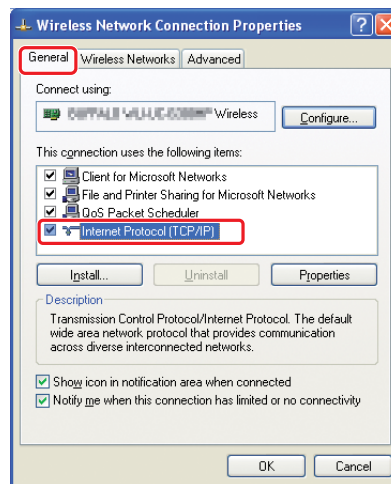 Wireless Network Connection Properties
General Wireless Networks Advanced
Connect using:
Wireless
Configure...
This connection uses the following items:
Client for Microsoft Networks
File and Printer Sharing for Microsoft Networks
QoS Packet Scheduler
Internet Protocol (TCP/IP)
Install... Uninstall Properties
Description
Transmission Control Protocol/Internet Protocol. The default
wide area network protocol that provides communication
across diverse interconnected networks.
Show icon in notification area when connected
Notify me when this connection has limited or no connectivity
OK Cancel